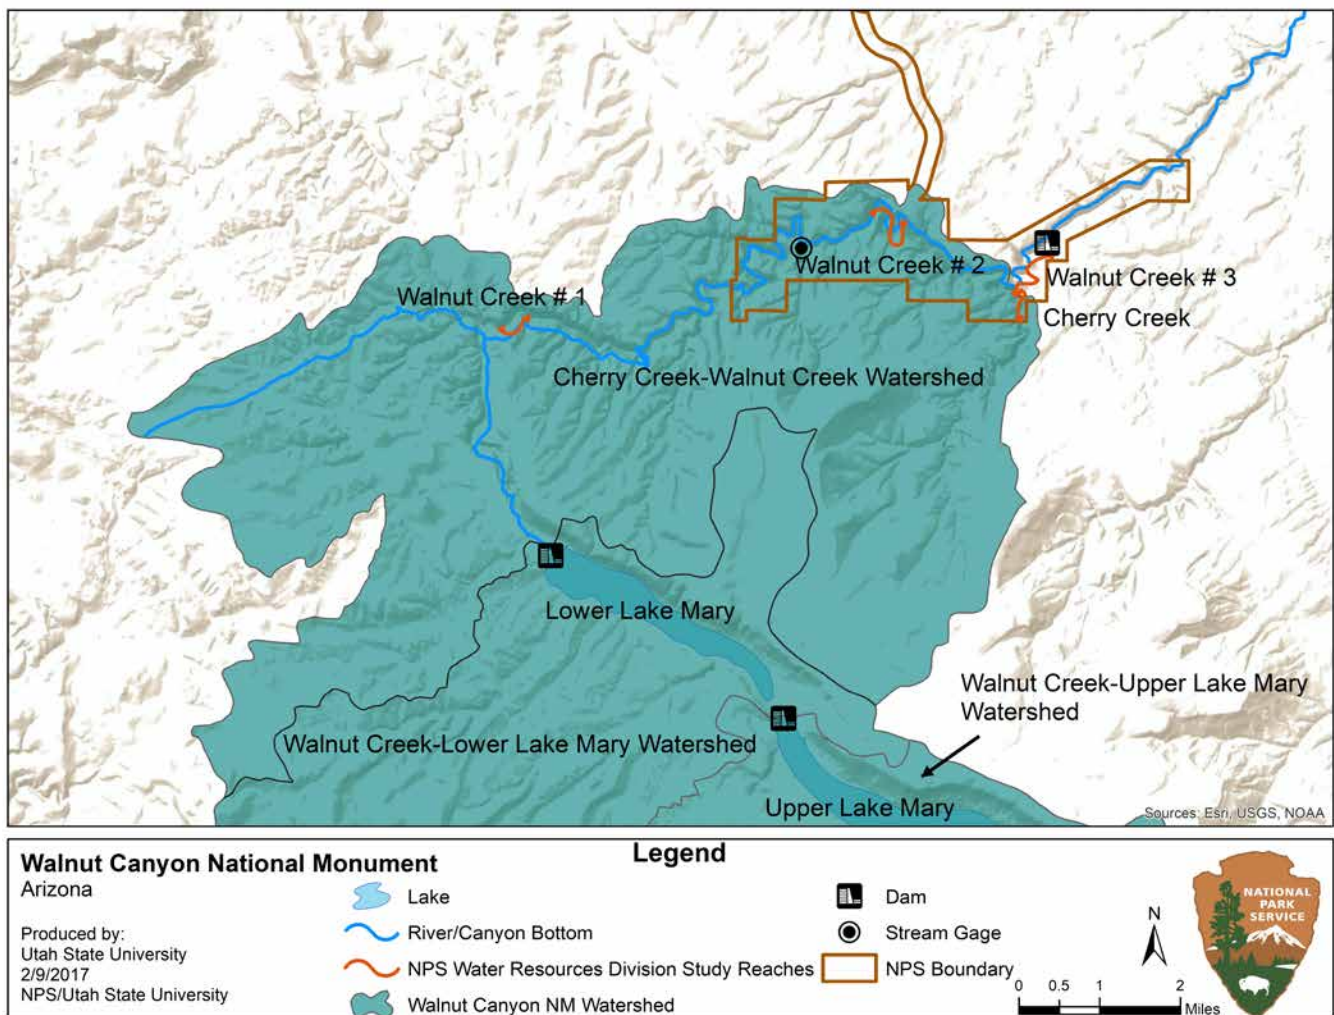 Walnut Creek # 1
Walnut Creek # 2
Walnut Creek # 3
Cherry Creek
Cherry Creek-Walnut Creek Watershed
Lower Lake Mary
Walnut Creek-Upper Lake Mary
Watershed
Walnut Creek-Lower Lake Mary Watershed
Upper Lake Mary
Sources: Esri, USGS, NOAA
Walnut Canyon National Monument
Arizona
Produced by:
Utah State University
2/9/2017
NPS/Utah State University
Legend
Lake
River/Canyon Bottom
NPS Water Resources Division Study Reaches
Walnut Canyon NM Watershed
Dam
Stream Gage
NPS Boundary
N
0 0.5 1 2
Miles
NATIONAL
PARK
SERVICE